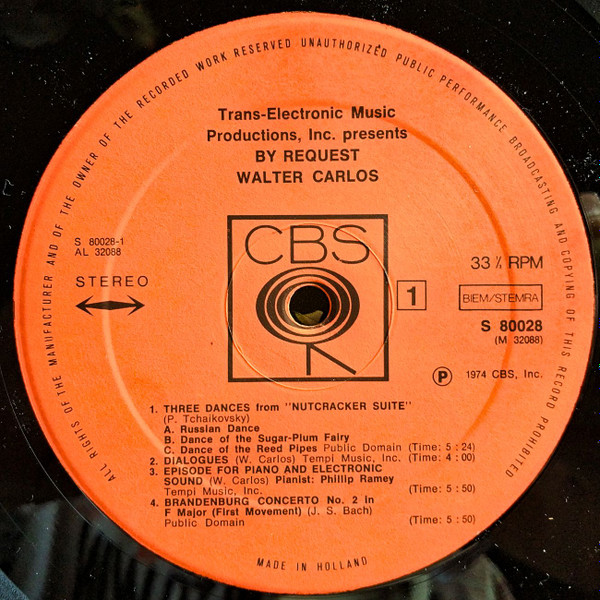 ALL RIGHTS OF THE MANUFACTURER AND OF THE OWNER OF THE RECORDED WORK RESERVED UNAUTHORIZED PUBLIC PERFORMANCE BROADCASTING AND COPYING OF THIS RECORD PROHIBITED
Trans-Electronic Music
Productions, Inc. presents
BY REQUEST
WALTER CARLOS
S 80028-1
AL 32088
STEREO
CBS
33 ⅓ RPM
1
BIEM/STEMRA
S 80028
(M 32088)
Ⓟ 1974 CBS, Inc.
1. THREE DANCES from "NUTCRACKER SUITE"
(P. Tchaikovsky)
A. Russian Dance
B. Dance of the Sugar-Plum Fairy
C. Dance of the Reed Pipes Public Domain (Time: 5 : 24)
2. DIALOGUES (W. Carlos) Tempi Music, Inc. (Time: 4 : 00)
3. EPISODE FOR PIANO AND ELECTRONIC
SOUND (W. Carlos) Pianist: Phillip Ramey
Tempi Music, Inc. (Time: 5 : 50)
4. BRANDENBURG CONCERTO No. 2 in
F Major (First Movement) (J. S. Bach)
Public Domain (Time: 5 : 50)
MADE IN HOLLAND